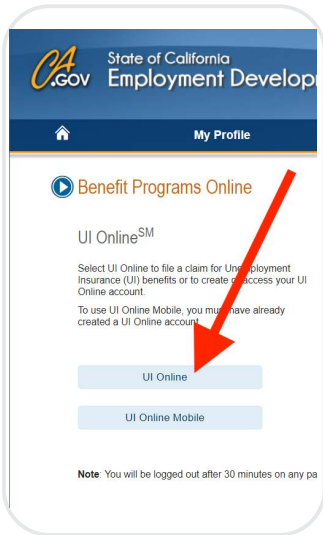 CA
.GOV
State of California
Employment Develop
My Profile
Benefit Programs Online
UI Online℠
Select UI Online to file a claim for Unemployment
Insurance (UI) benefits or to create or access your UI
Online account.
To use UI Online Mobile, you must have already
created a UI Online account.
UI Online
UI Online Mobile
Note: You will be logged out after 30 minutes on any pa